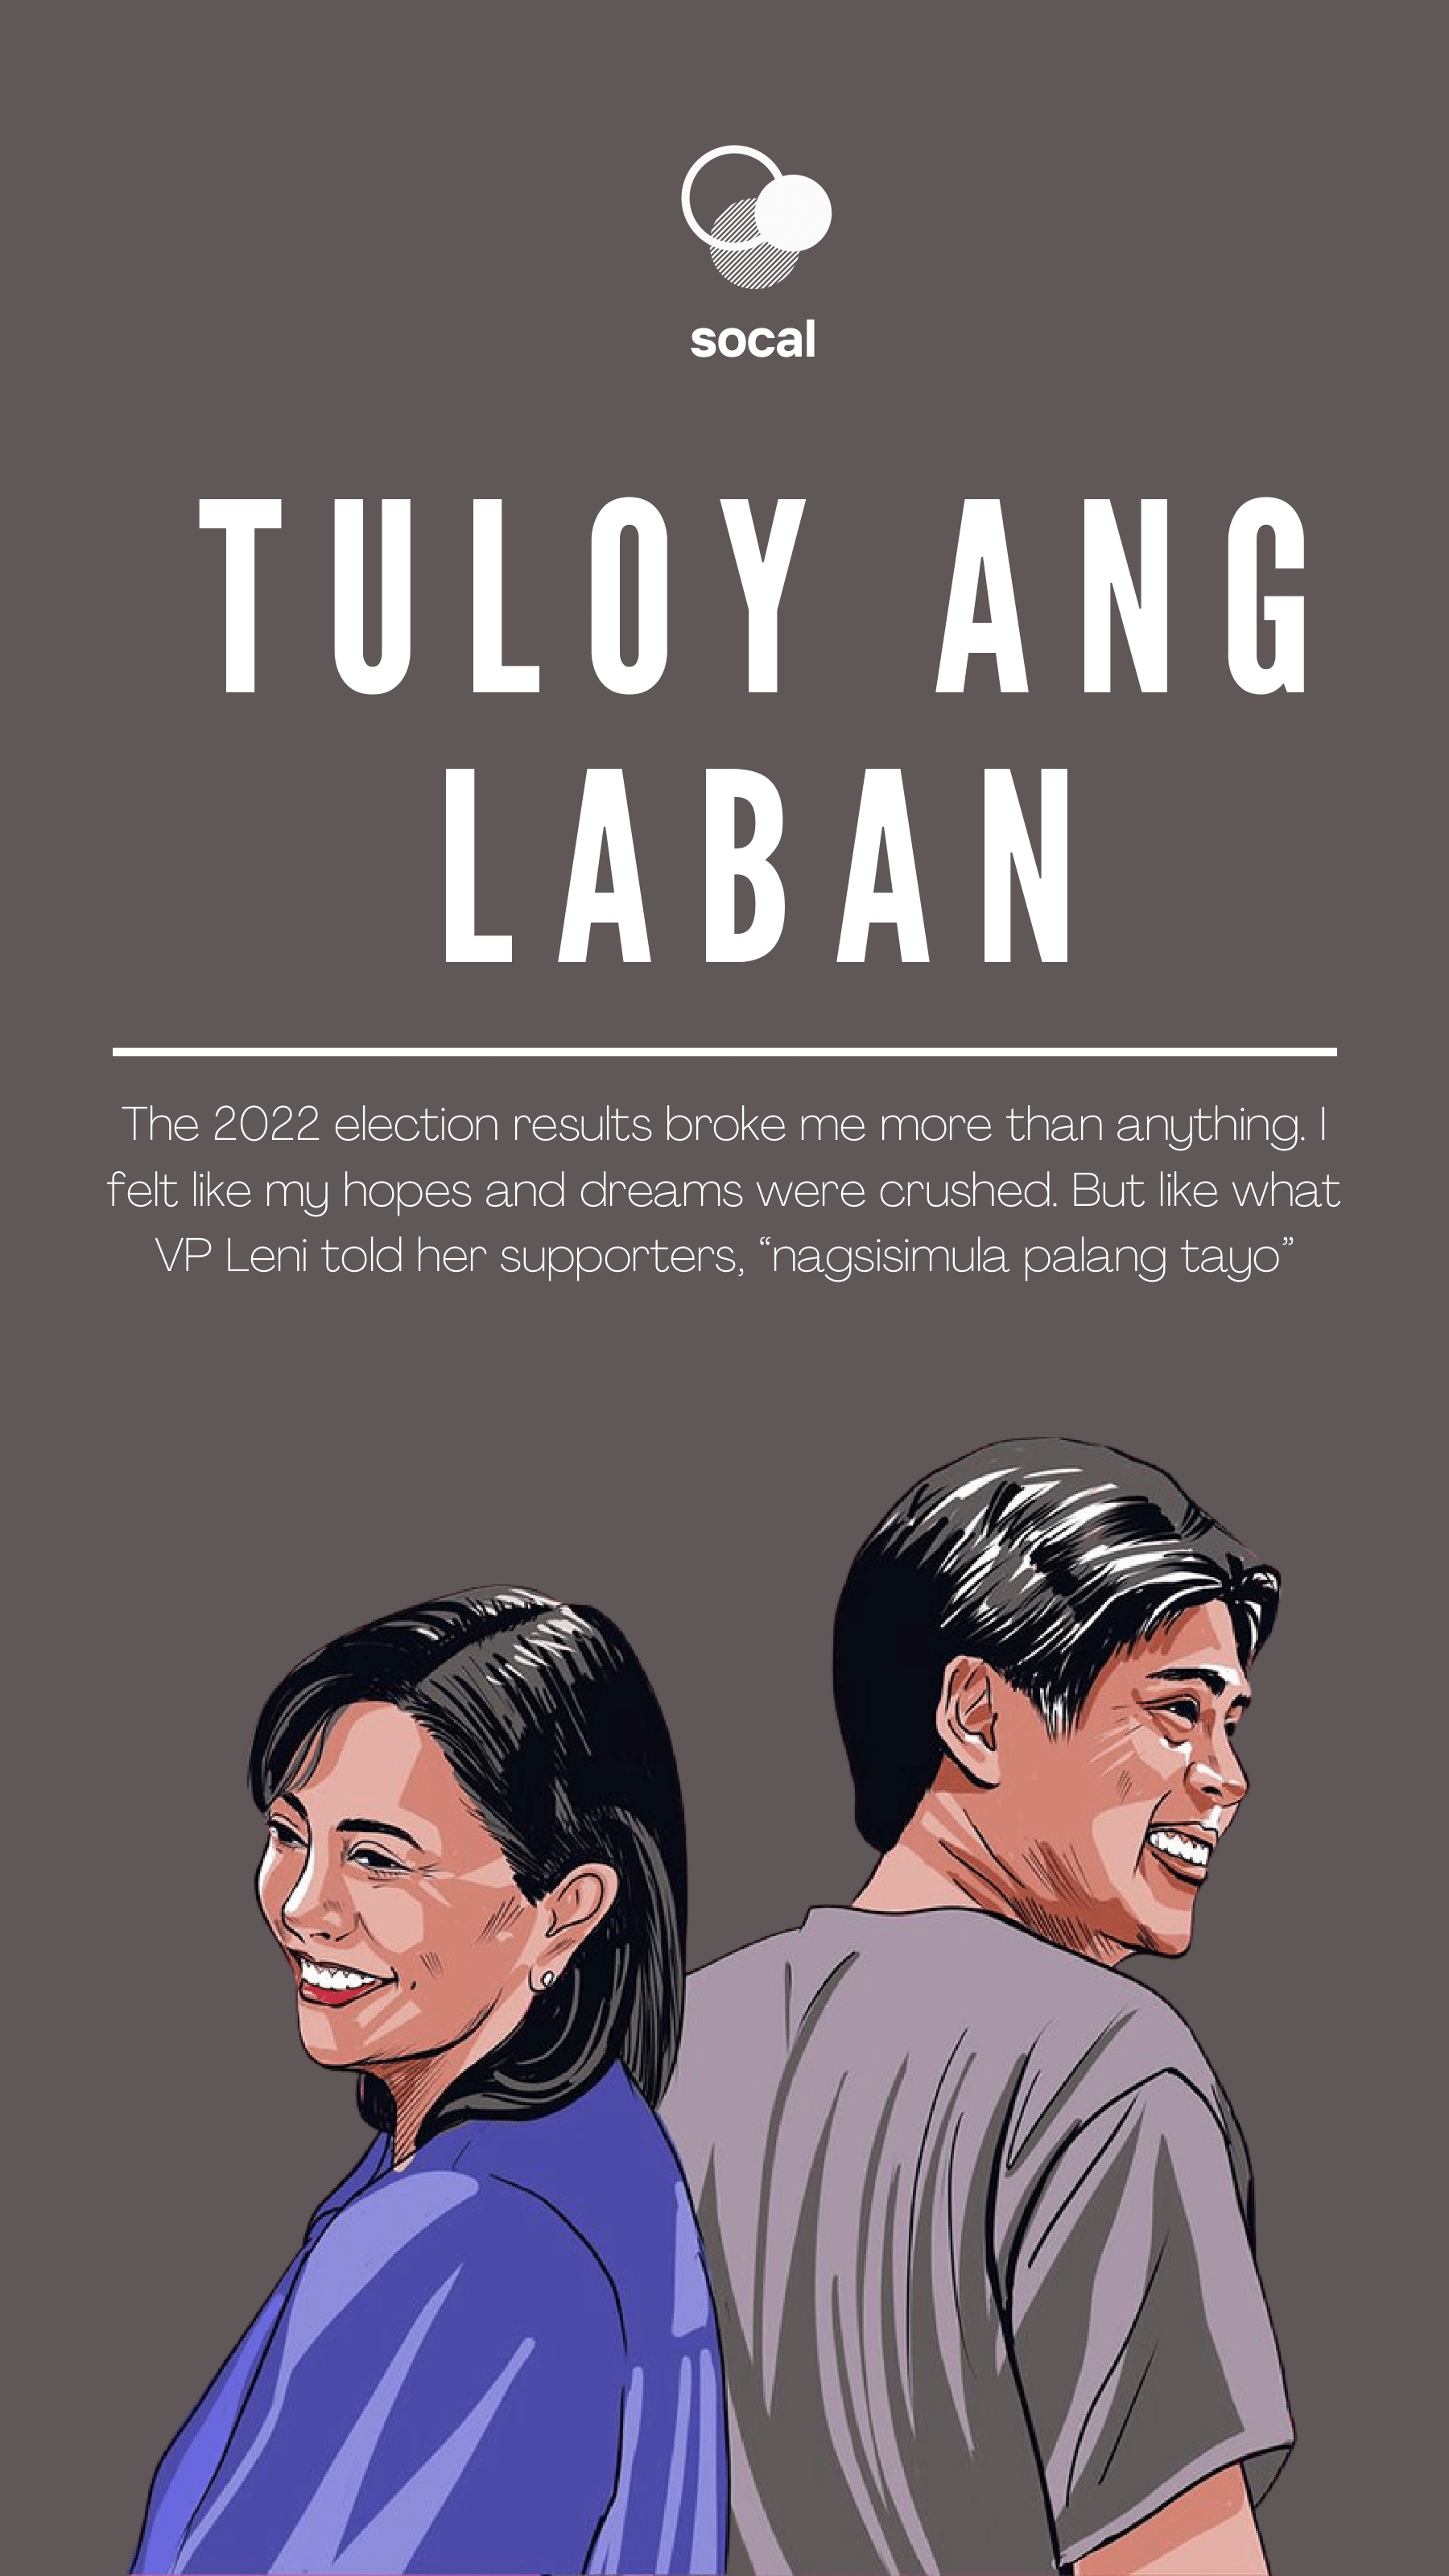 socal
TULOY ANG
LABAN
The 2022 election results broke me more than anything. I
felt like my hopes and dreams were crushed. But like what
VP Leni told her supporters, “nagsisimula palang tayo”